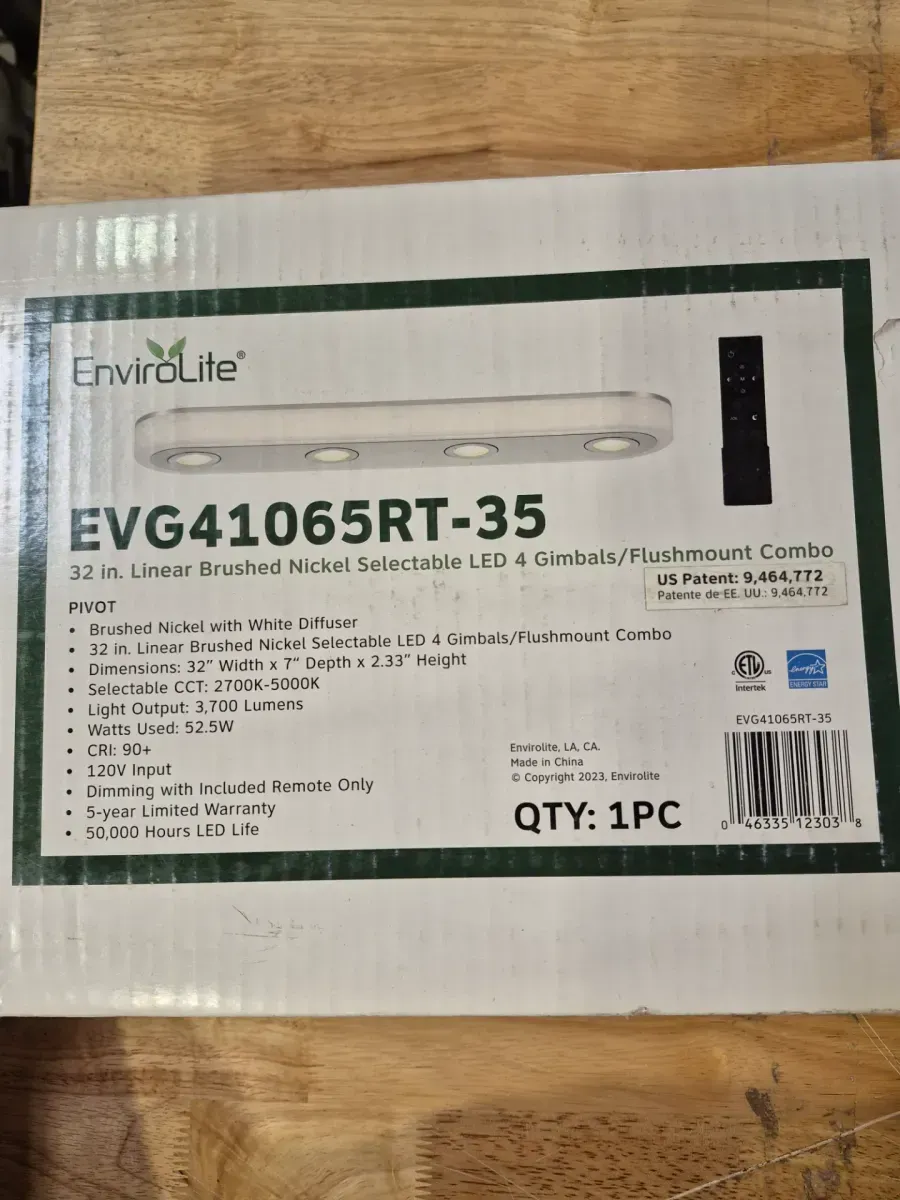 EnviroLite®
EVG41065RT-35
32 in. Linear Brushed Nickel Selectable LED 4 Gimbals/Flushmount Combo
US Patent: 9,464,772
Patente de EE. UU.: 9,464,772
PIVOT
• Brushed Nickel with White Diffuser
• 32 in. Linear Brushed Nickel Selectable LED 4 Gimbals/Flushmount Combo
• Dimensions: 32” Width x 7“ Depth x 2.33” Height
• Selectable CCT: 2700K-5000K
• Light Output: 3,700 Lumens
• Watts Used: 52.5W
• CRI: 90+
• 120V Input
• Dimming with Included Remote Only
• 5-year Limited Warranty
• 50,000 Hours LED Life
c ETL us
Intertek
energy
ENERGY STAR
Envirolite, LA, CA.
Made in China
© Copyright 2023, Envirolite
QTY: 1PC
EVG41065RT-35
0 46335 12303 8